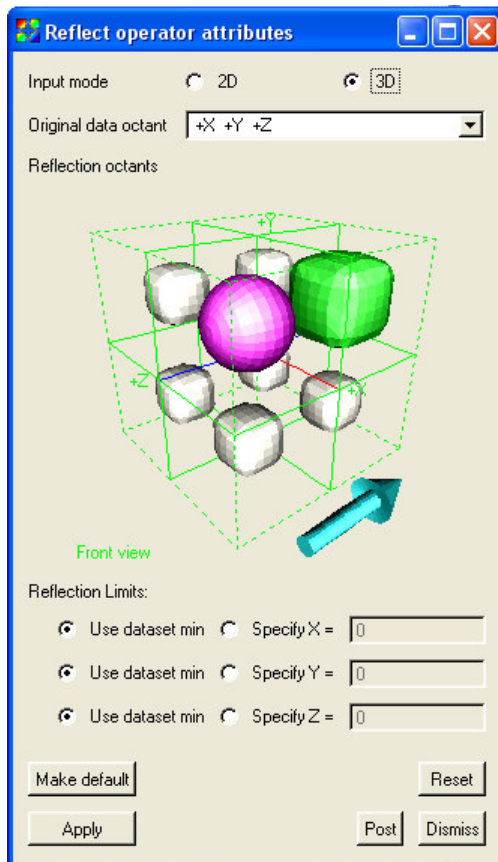 Reflect operator attributes
Input mode 2D 3D
Original data octant +X +Y +Z
Reflection octants
+Y
+Z
+X
Front view
Reflection Limits:
Use dataset min Specify X = 0
Use dataset min Specify Y = 0
Use dataset min Specify Z = 0
Make default Reset
Apply Post Dismiss